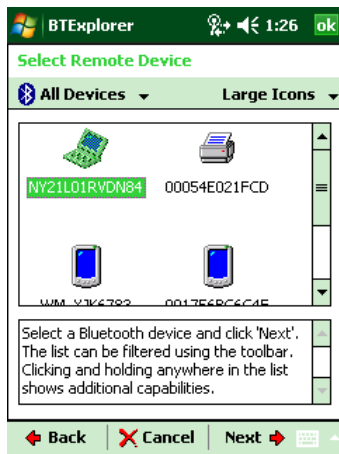 BTExplorer 1:26 ok
Select Remote Device
All Devices Large Icons
NY21L01RVDN84 00054E021FCD
WM_YJK6783 0017E6BC6C4E
Select a Bluetooth device and click 'Next'.
The list can be filtered using the toolbar.
Clicking and holding anywhere in the list
shows additional capabilities.
Back Cancel Next